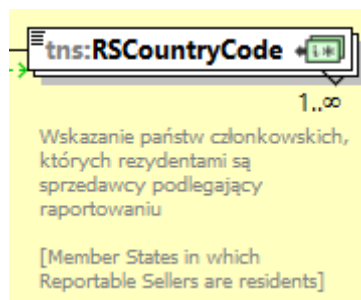 tns:RSCountryCode
1..∞
Wskazanie państw członkowskich,
których rezydentami są
sprzedawcy podlegający
raportowaniu
[Member States in which
Reportable Sellers are residents]